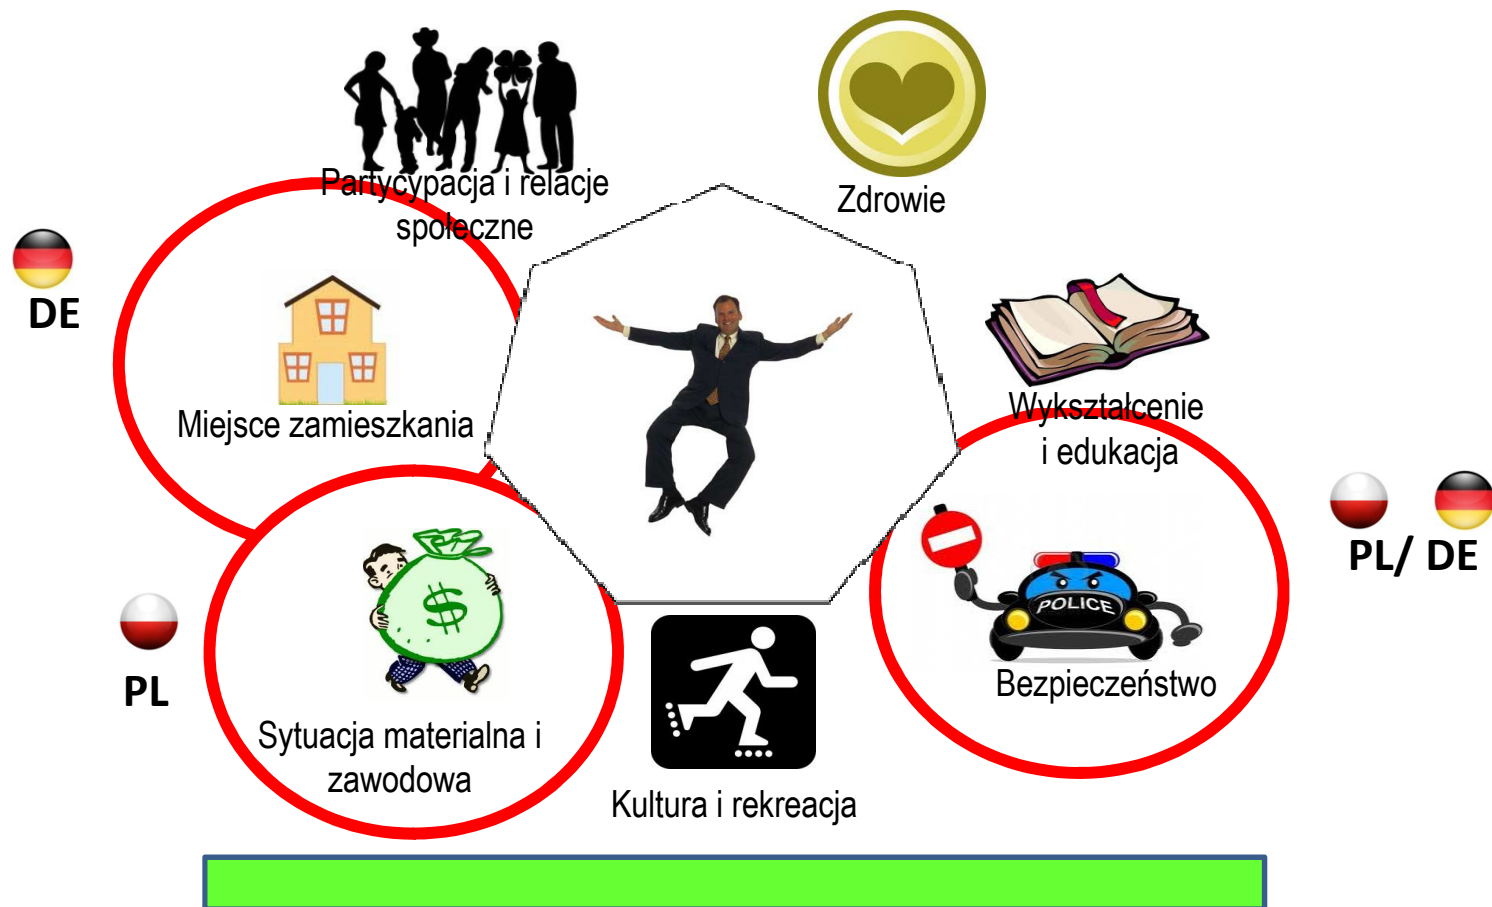 Partycypacja i relacje
społeczne
Zdrowie
DE
Miejsce zamieszkania
Wykształcenie
i edukacja
PL/ DE
POLICE
Bezpieczeństwo
PL
$
Sytuacja materialna i
zawodowa
Kultura i rekreacja